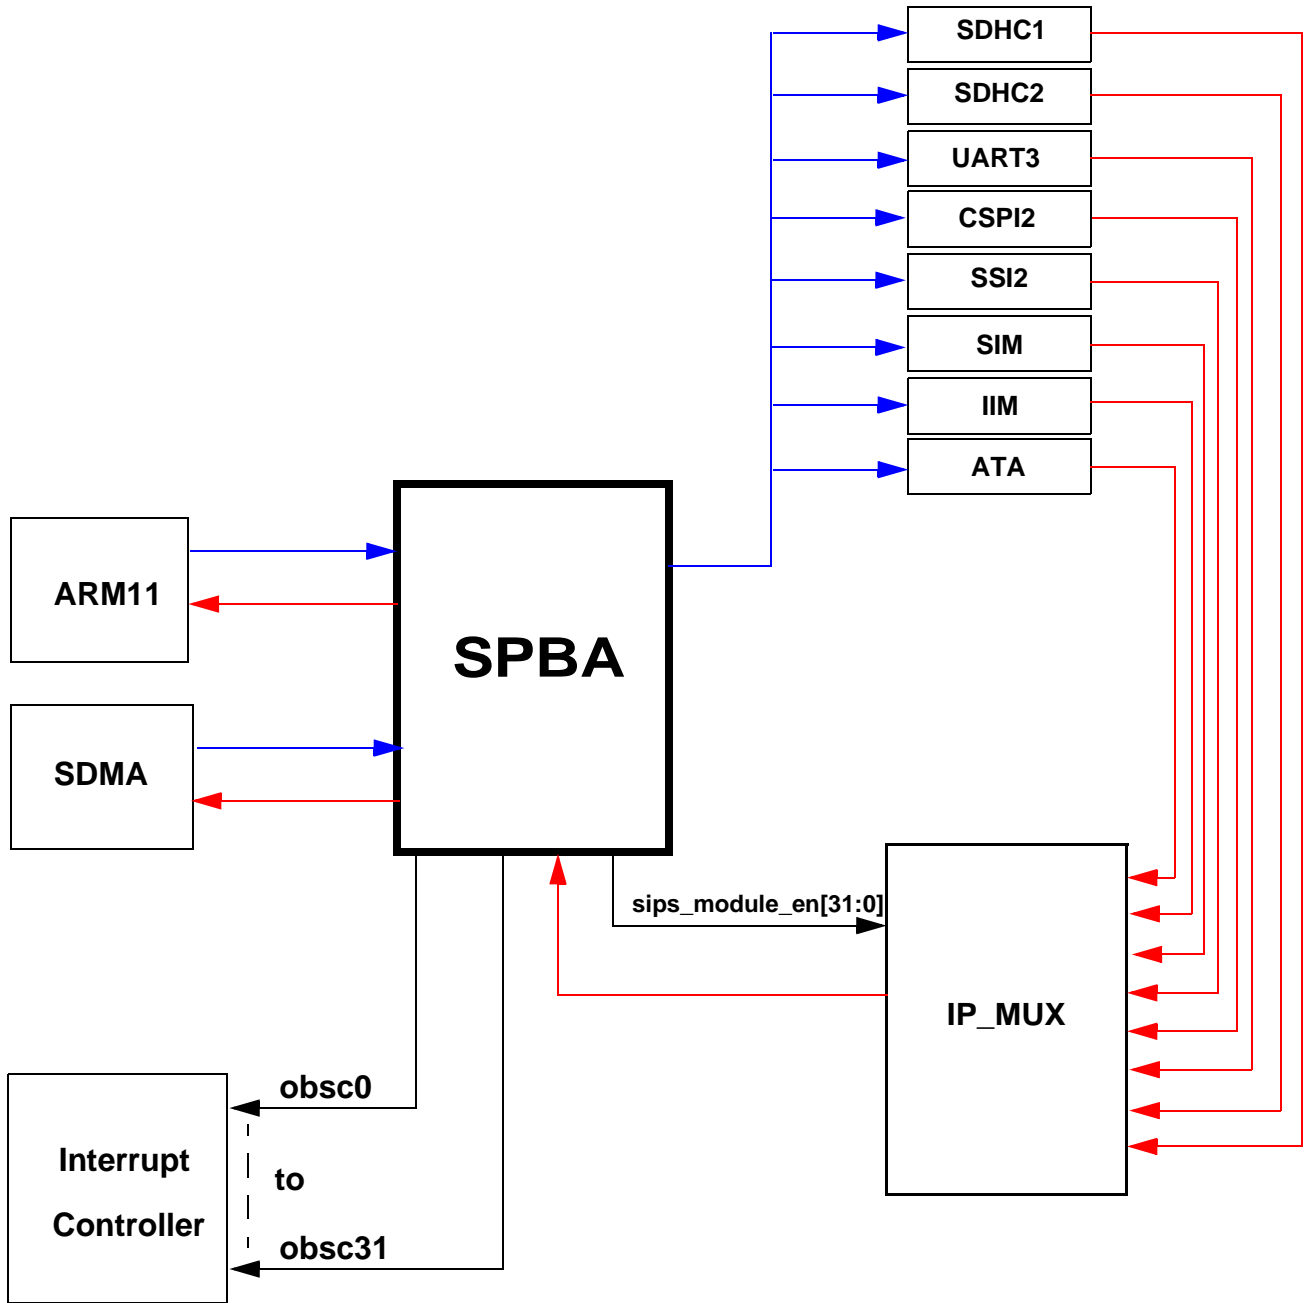 SDHC1
SDHC2
UART3
CSPI2
SSI2
SIM
IIM
ATA
ARM11
SPBA
SDMA
sips_module_en[31:0]
IP_MUX
obsc0
Interrupt
to
Controller
obsc31